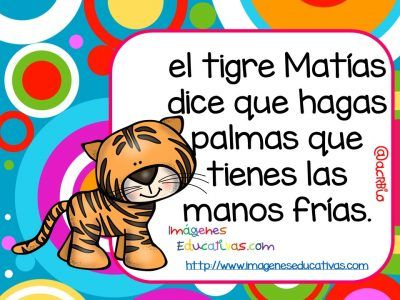 el tigre Matías
dice que hagas
palmas que
tienes las
manos frías.
@acrbio
Imágenes
Educativas.com
http://www.imageneseducativas.com